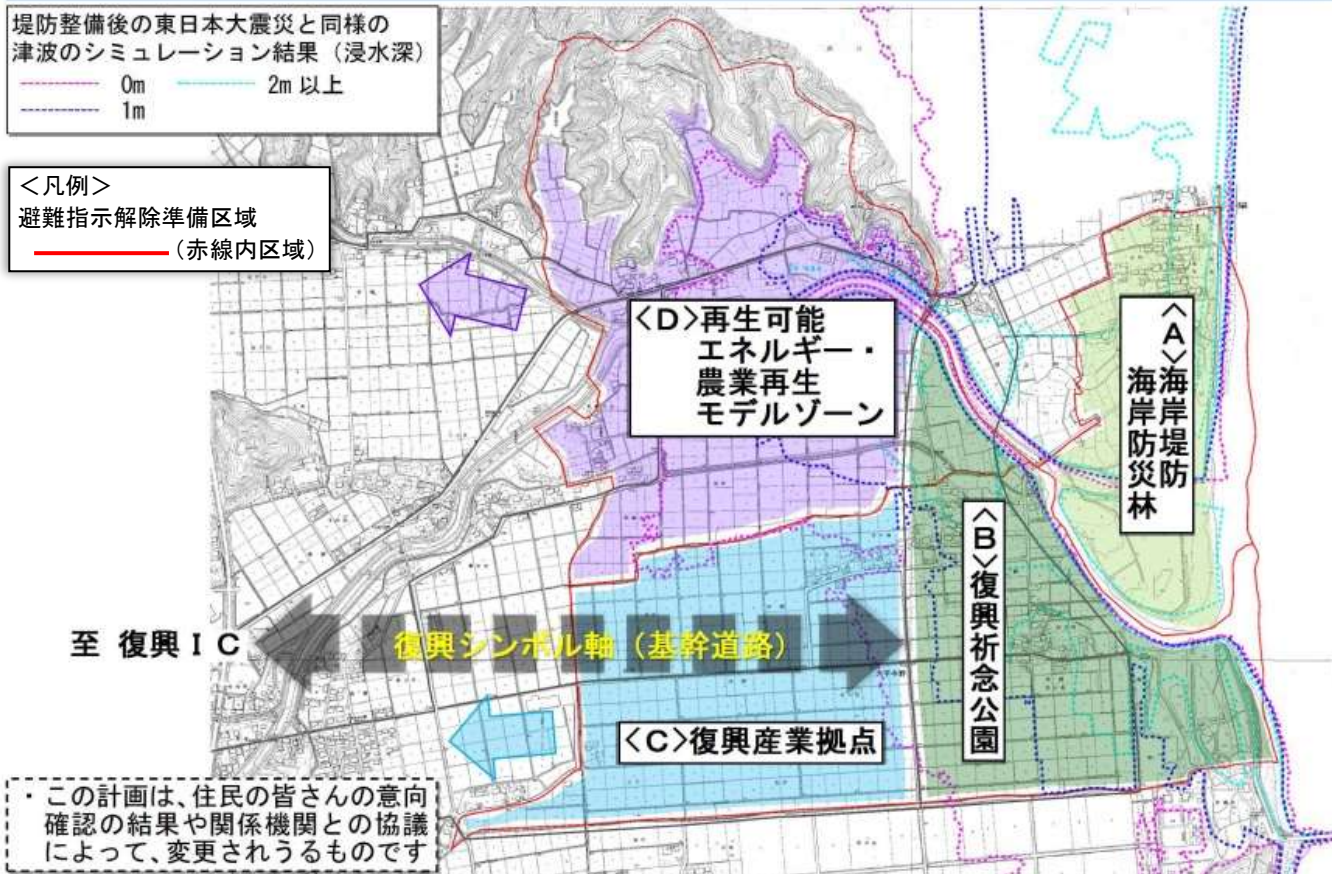 堤防整備後の東日本大震災と同様の
津波のシミュレーション結果（浸水深）
0m
2m 以上
1m
＜凡例＞
避難指示解除準備区域
（赤線内区域）
＜D＞再生可能
エネルギー・
農業再生
モデルゾーン
＜A＞海岸堤防
海岸防災林
＜B＞復興祈念公園
至 復興ＩＣ
復興シンボル軸（基幹道路）
＜C＞復興産業拠点
・この計画は、住民の皆さんの意向
確認の結果や関係機関との協議
によって、変更されうるものです